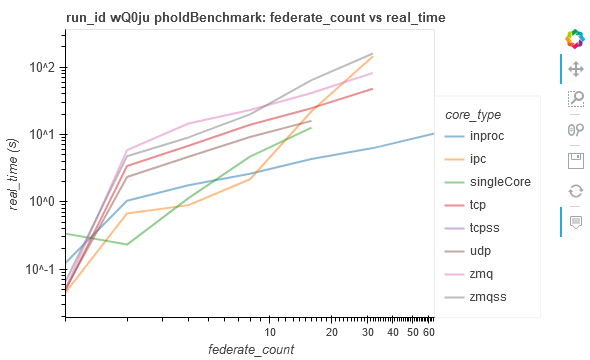 run_id wQ0ju pholdBenchmark: federate_count vs real_time
10^2
10^1
10^0
10^-1
real_time (s)
10
20
30
40
50
60
federate_count
core_type
inproc
ipc
singleCore
tcp
tcpss
udp
zmq
zmqss